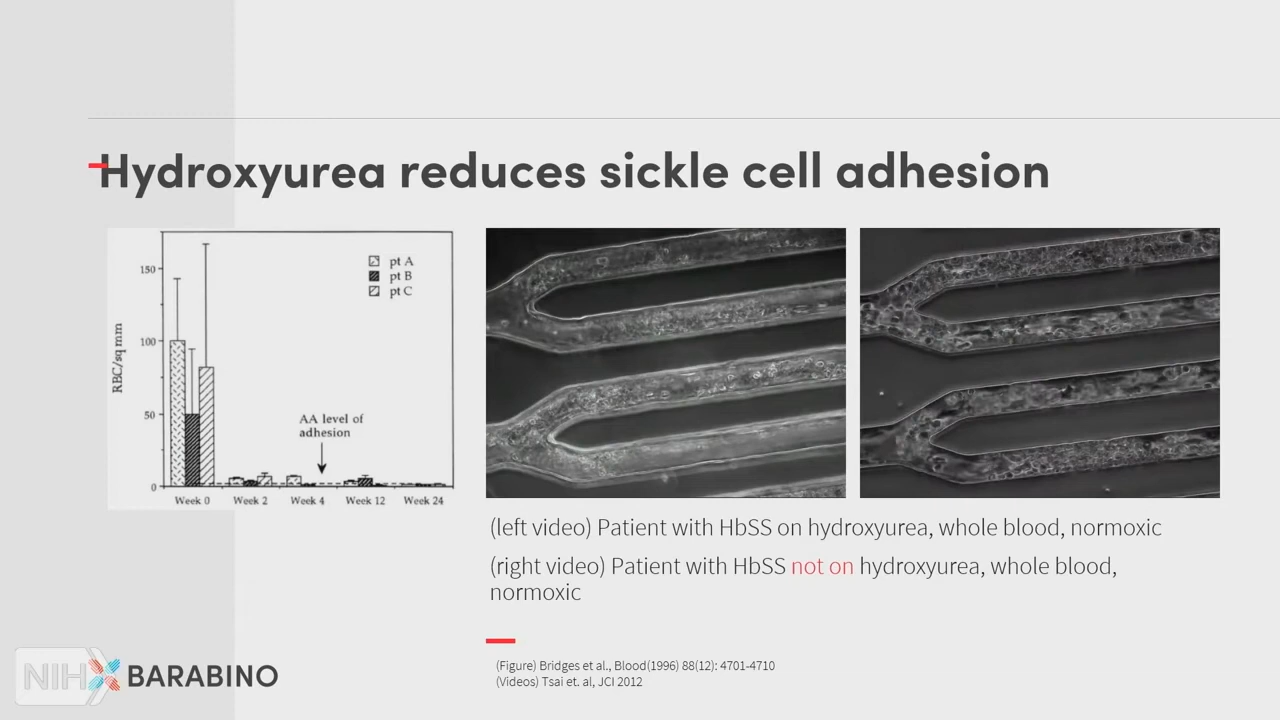 Hydroxyurea reduces sickle cell adhesion
RBC/sq mm
150
100
50
0
pt A
pt B
pt C
AA level of
adhesion
Week 0
Week 2
Week 4
Week 12
Week 24
(left video) Patient with HbSS on hydroxyurea, whole blood, normoxic
(right video) Patient with HbSS not on hydroxyurea, whole blood,
normoxic
(Figure) Bridges et al., Blood(1996) 88(12): 4701-4710
(Videos) Tsai et. al, JCI 2012
NIH
BARABINO